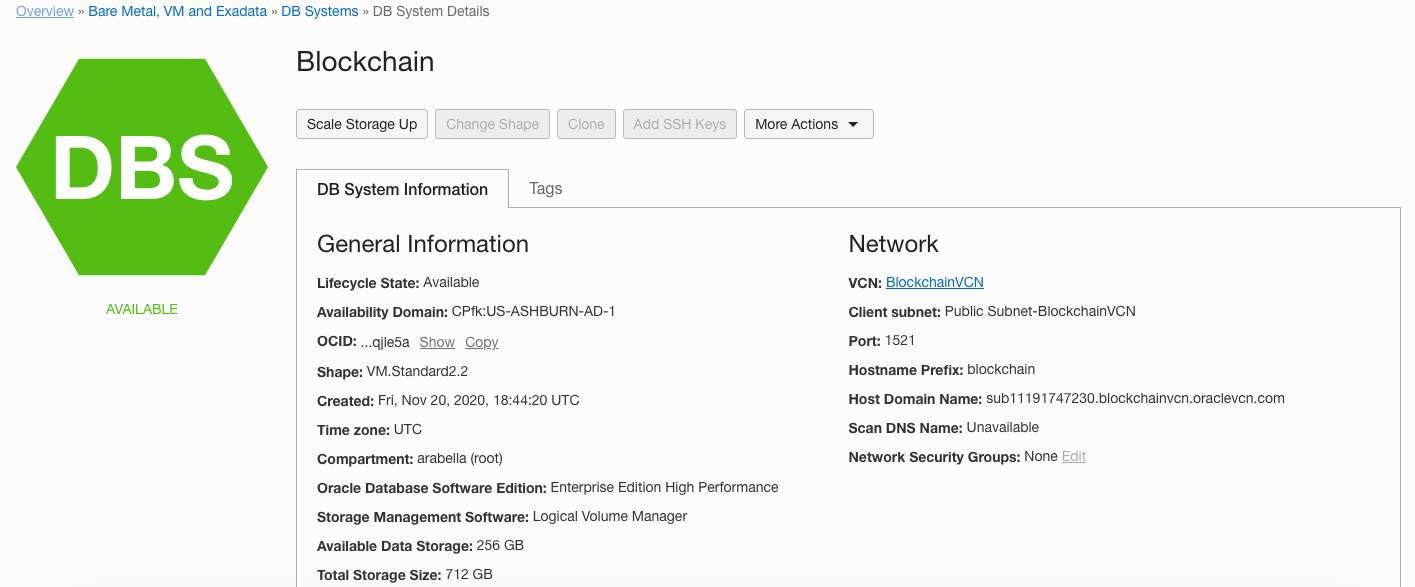 Overview » Bare Metal, VM and Exadata » DB Systems » DB System Details
DBS
AVAILABLE
Blockchain
Scale Storage Up Change Shape Clone Add SSH Keys More Actions
DB System Information Tags
General Information
Lifecycle State: Available
Availability Domain: CPfk:US-ASHBURN-AD-1
OCID: ...qjle5a Show Copy
Shape: VM.Standard2.2
Created: Fri, Nov 20, 2020, 18:44:20 UTC
Time zone: UTC
Compartment: arabella (root)
Oracle Database Software Edition: Enterprise Edition High Performance
Storage Management Software: Logical Volume Manager
Available Data Storage: 256 GB
Total Storage Size: 712 GB
Network
VCN: BlockchainVCN
Client subnet: Public Subnet-BlockchainVCN
Port: 1521
Hostname Prefix: blockchain
Host Domain Name: sub11191747230.blockchainvcn.oraclevcn.com
Scan DNS Name: Unavailable
Network Security Groups: None Edit